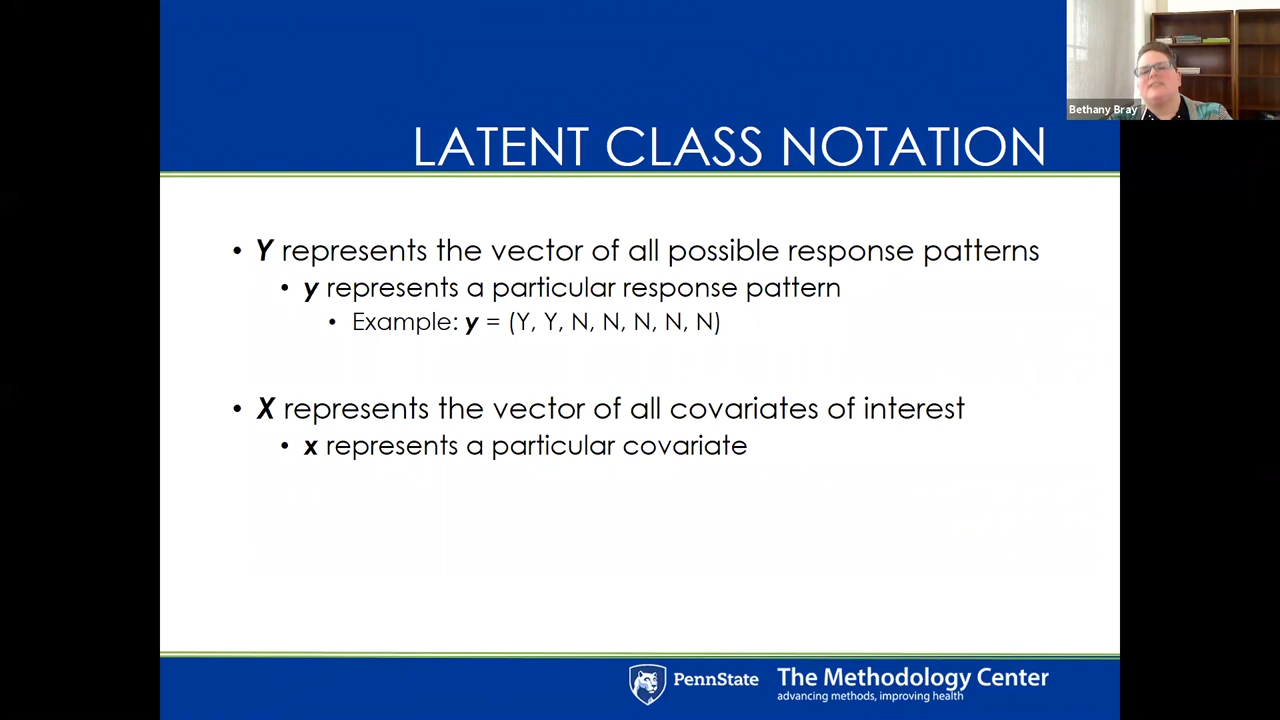 Bethany Bray
LATENT CLASS NOTATION
• Y represents the vector of all possible response patterns
• y represents a particular response pattern
• Example: y = (Y, Y, N, N, N, N, N)
• X represents the vector of all covariates of interest
• x represents a particular covariate
PennState
The Methodology Center
advancing methods, improving health